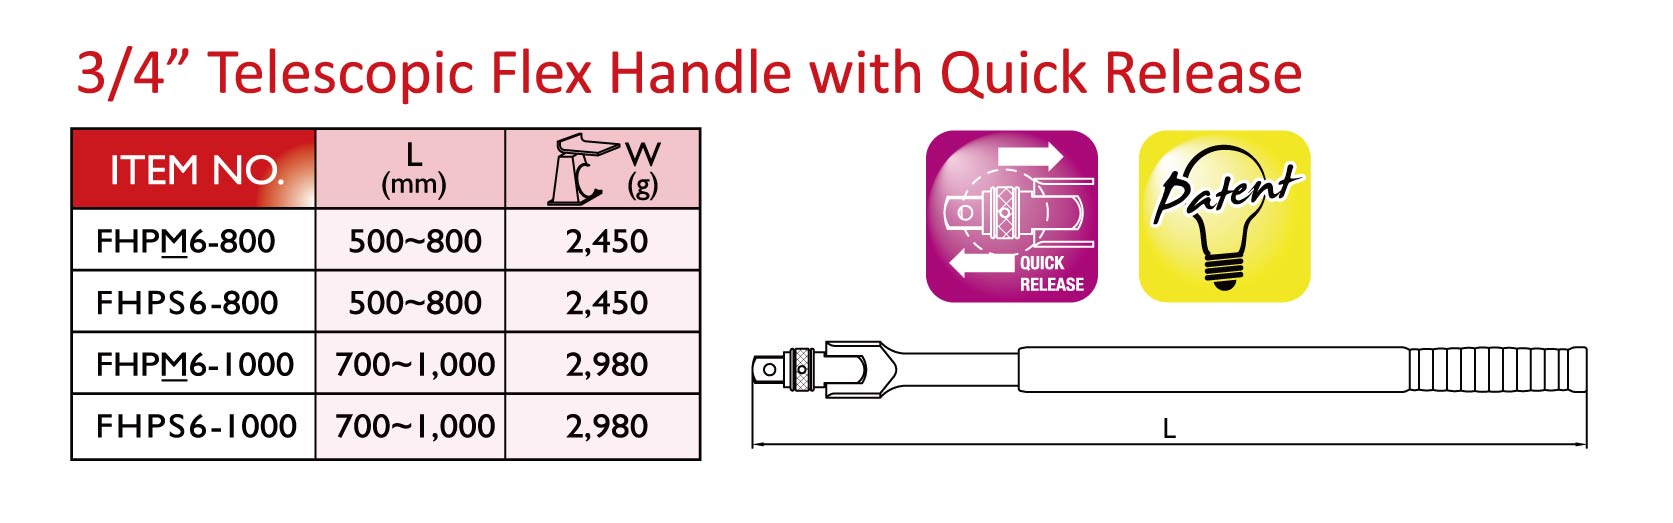 3/4” Telescopic Flex Handle with Quick Release
ITEM NO. L (mm) W (g)
FHPM6-800 500~800 2,450
FHPS6-800 500~800 2,450
FHPM6-1000 700~1,000 2,980
FHPS6-1000 700~1,000 2,980
QUICK
RELEASE
Patent
L